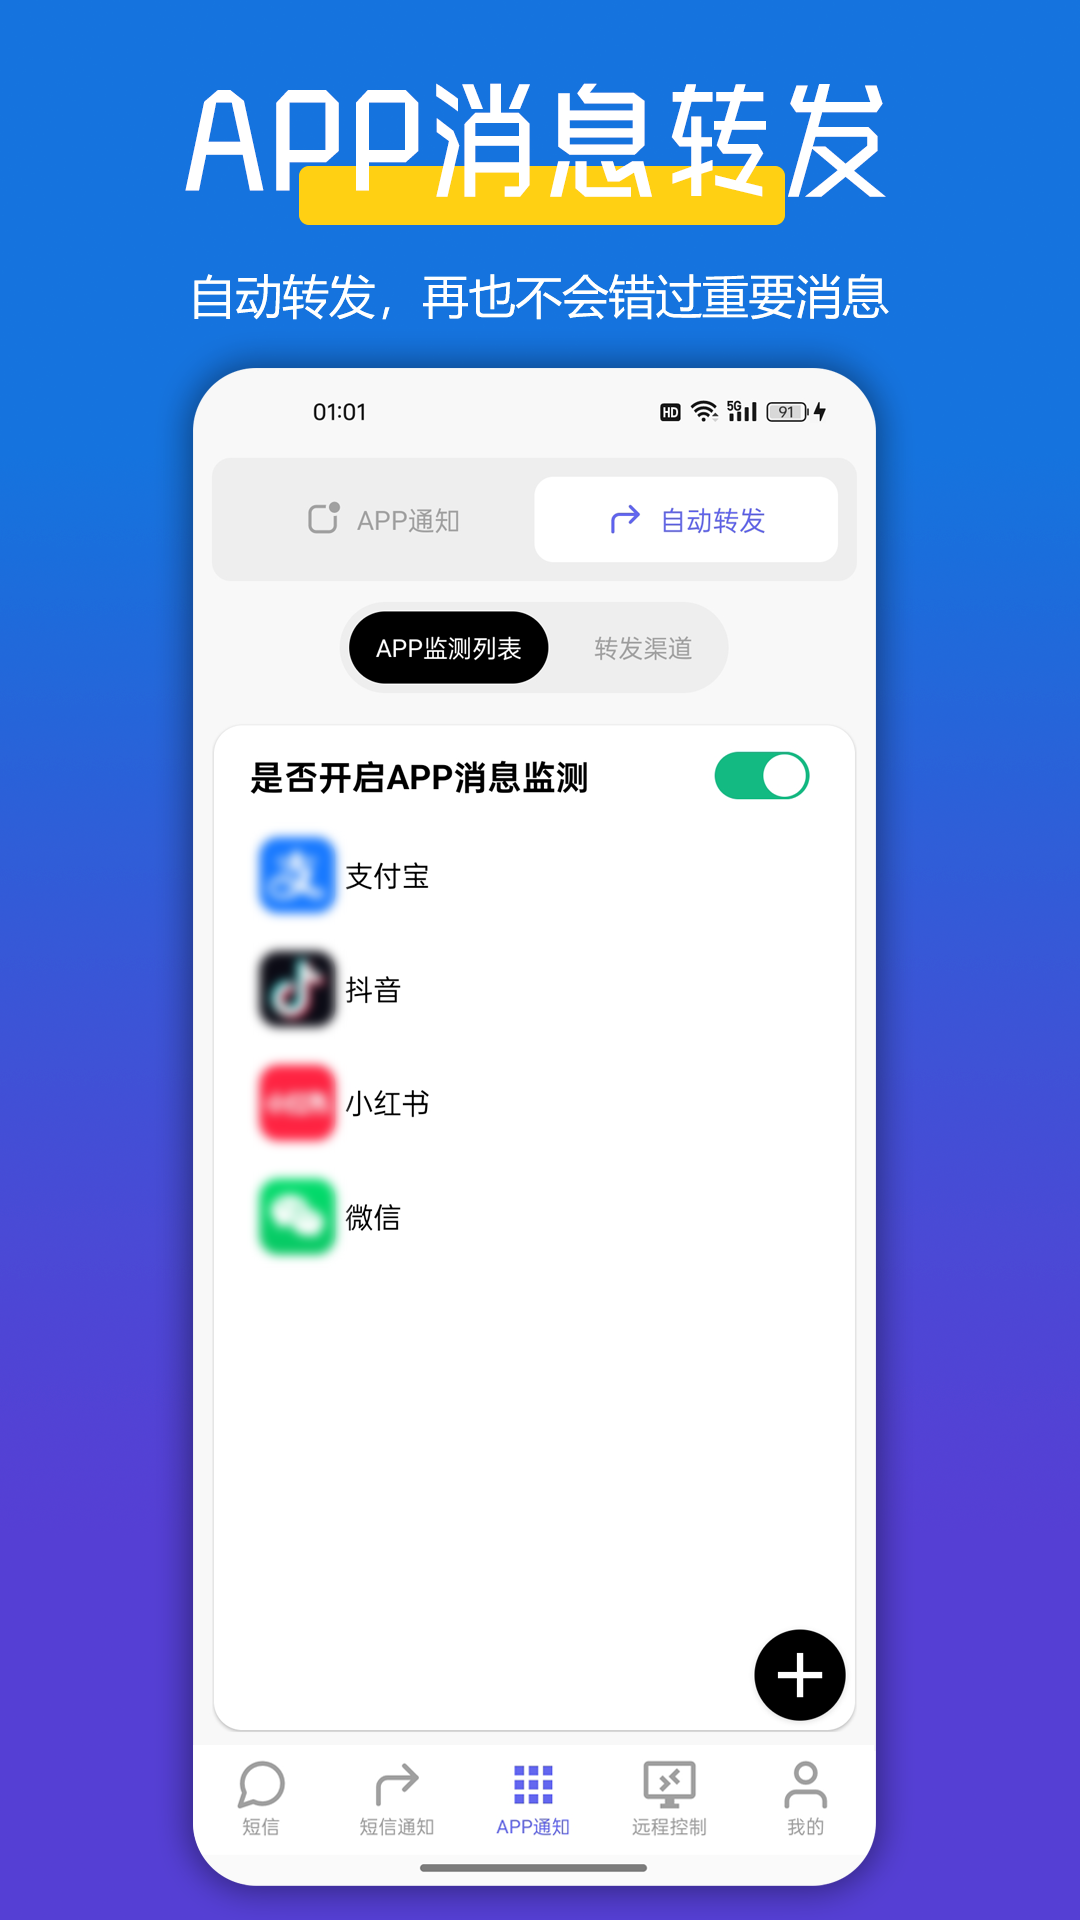 APP消息转发
自动转发，再也不会错过重要消息
01:01 HD 5G 91
APP通知 自动转发
APP监测列表 转发渠道
是否开启APP消息监测
支付宝
抖音
小红书
微信
短信 短信通知 APP通知 远程控制 我的